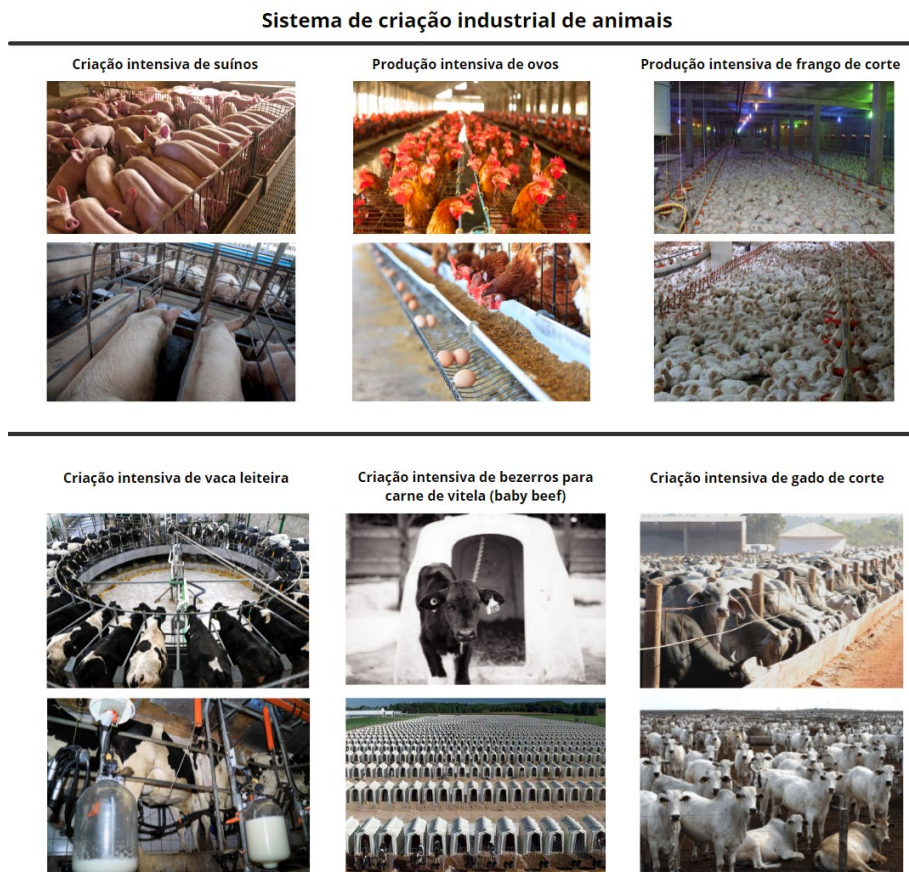 Sistema de criação industrial de animais
Criação intensiva de suínos
Produção intensiva de ovos
Produção intensiva de frango de corte
Criação intensiva de vaca leiteira
Criação intensiva de bezerros para
carne de vitela (baby beef)
Criação intensiva de gado de corte